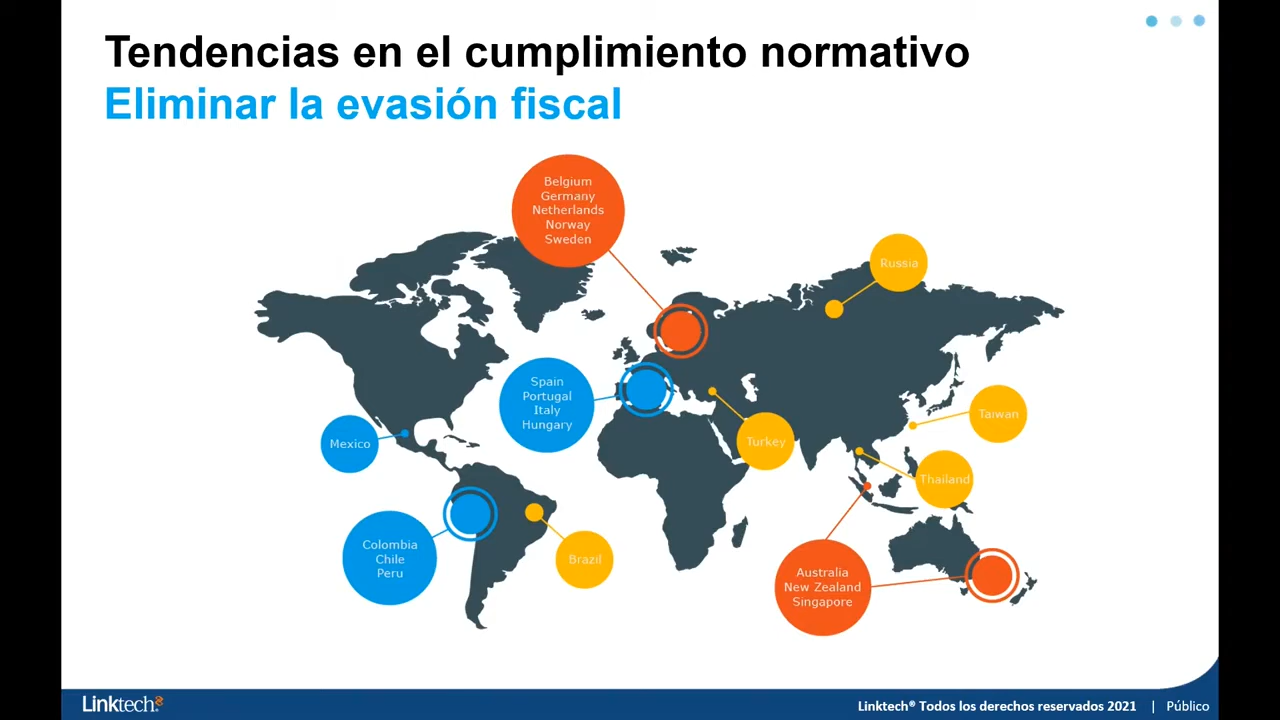 Tendencias en el cumplimiento normativo
Eliminar la evasión fiscal
Belgium
Germany
Netherlands
Norway
Sweden
Russia
Spain
Portugal
Italy
Hungary
Taiwan
Mexico
Turkey
Thailand
Colombia
Chile
Peru
Brazil
Australia
New Zealand
Singapore
Linktech®
Linktech® Todos los derechos reservados 2021 | Público